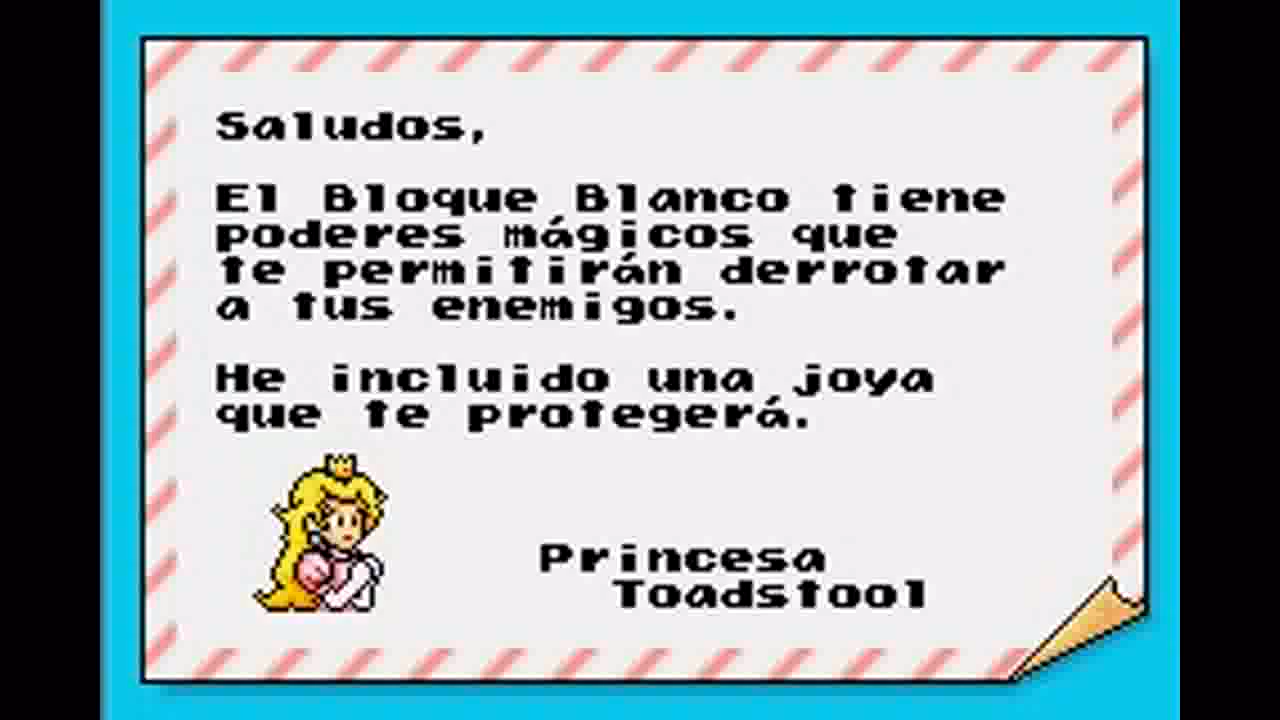 Saludos,
El Bloque Blanco tiene
poderes mágicos que
te permitirán derrotar
a tus enemigos.
He incluido una joya
que te protegerá.
Princesa
Toadstool